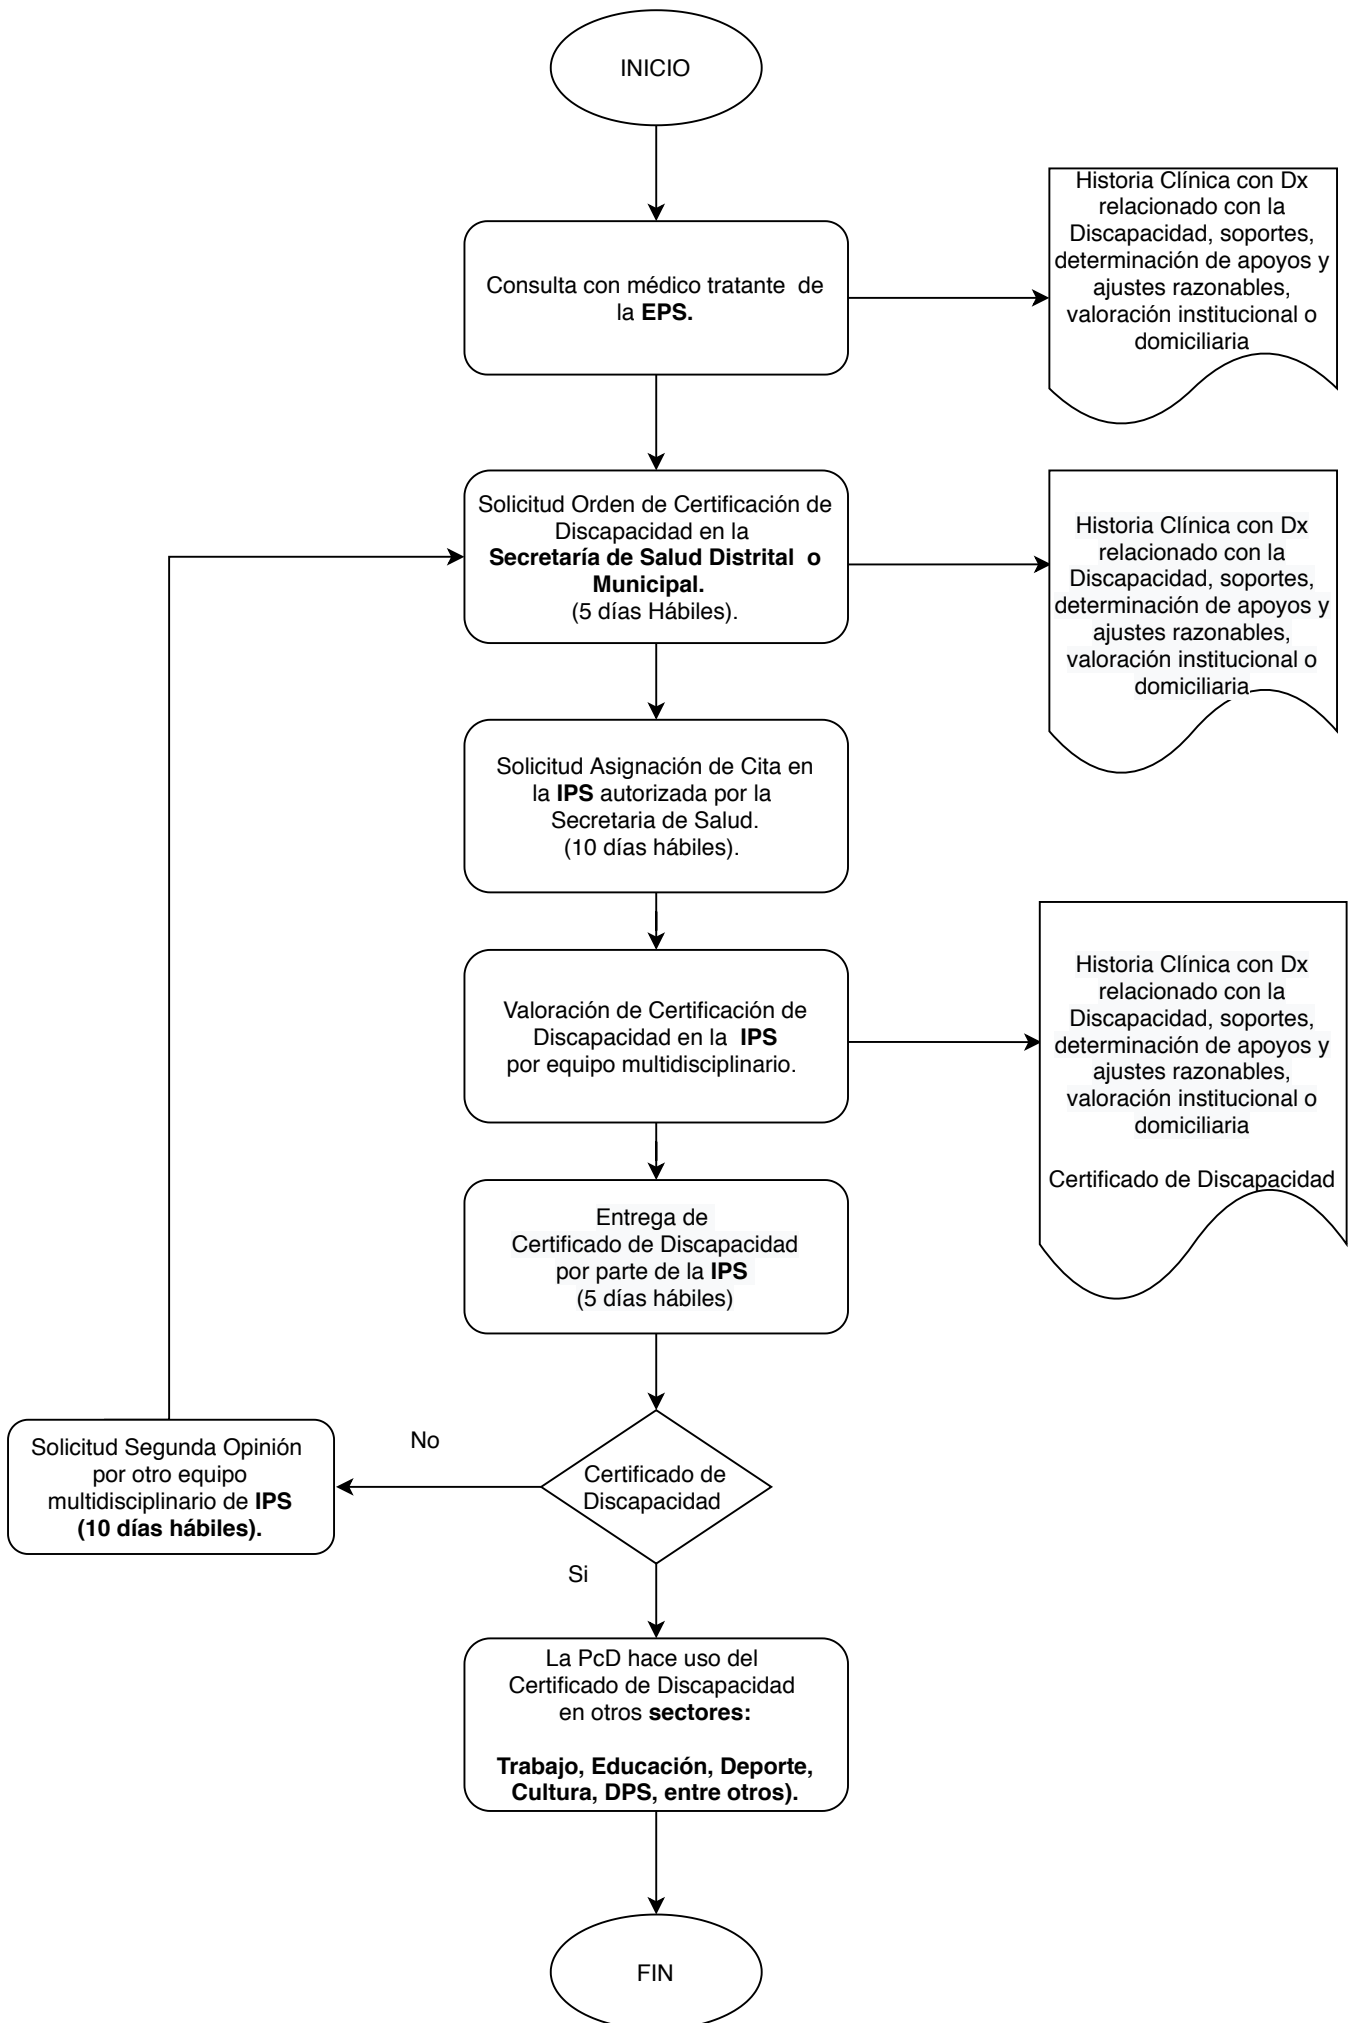 INICIO
Consulta con médico tratante  de
la EPS.
Historia Clínica con Dx
relacionado con la
Discapacidad, soportes,
determinación de apoyos y
ajustes razonables,
valoración institucional o
domiciliaria
Solicitud Orden de Certificación de
Discapacidad en la
Secretaría de Salud Distrital  o
Municipal.
(5 días Hábiles).
Historia Clínica con Dx
relacionado con la
Discapacidad, soportes,
determinación de apoyos y
ajustes razonables,
valoración institucional o
domiciliaria
Solicitud Asignación de Cita en
la IPS autorizada por la
Secretaria de Salud.
(10 días hábiles).
Valoración de Certificación de
Discapacidad en la  IPS
por equipo multidisciplinario.
Historia Clínica con Dx
relacionado con la
Discapacidad, soportes,
determinación de apoyos y
ajustes razonables,
valoración institucional o
domiciliaria
Certificado de Discapacidad
Entrega de
Certificado de Discapacidad
por parte de la IPS
(5 días hábiles)
Certificado de
Discapacidad
No
Solicitud Segunda Opinión
por otro equipo
multidisciplinario de IPS
(10 días hábiles).
Si
La PcD hace uso del
Certificado de Discapacidad
en otros sectores:
Trabajo, Educación, Deporte,
Cultura, DPS, entre otros).
FIN